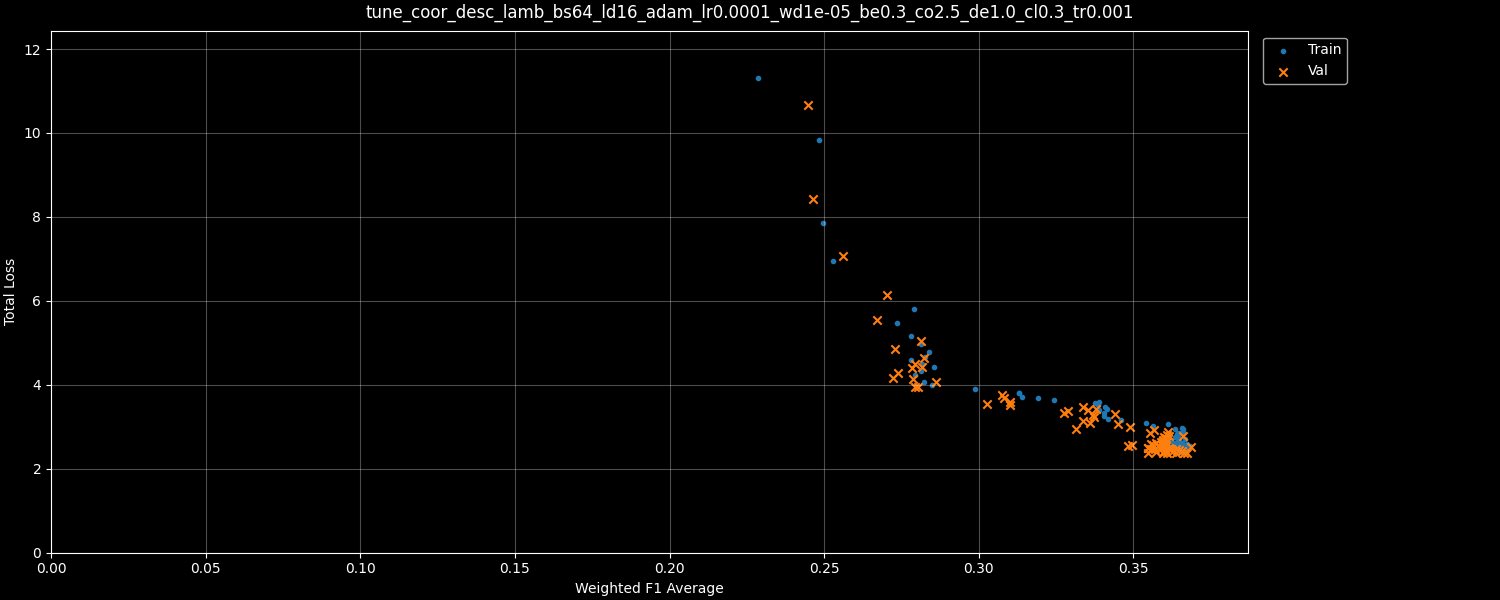 tune_coor_desc_lamb_bs64_ld16_adam_lr0.0001_wd1e-05_be0.3_co2.5_de1.0_cl0.3_tr0.001
Train
Val
12
10
8
6
4
2
0
Total Loss
0.00 0.05 0.10 0.15 0.20 0.25 0.30 0.35
Weighted F1 Average